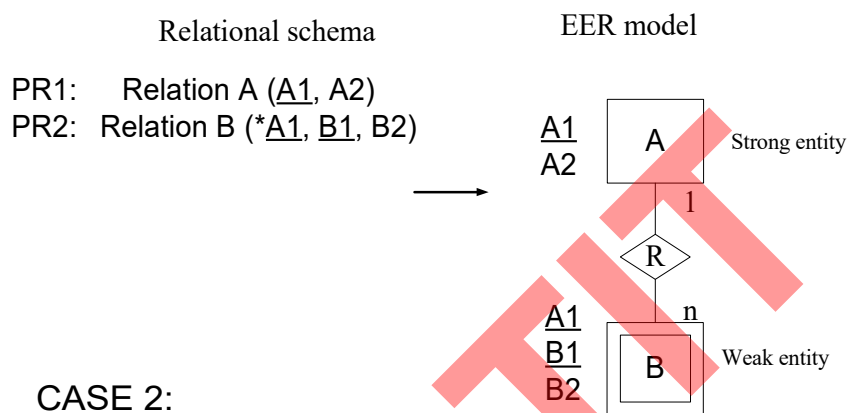 Relational schema
EER model
PR1: Relation A (A1, A2)
PR2: Relation B (*A1, B1, B2)
A1
A2
A
Strong entity
1
R
n
A1
B1
B2
B
Weak entity
CASE 2: